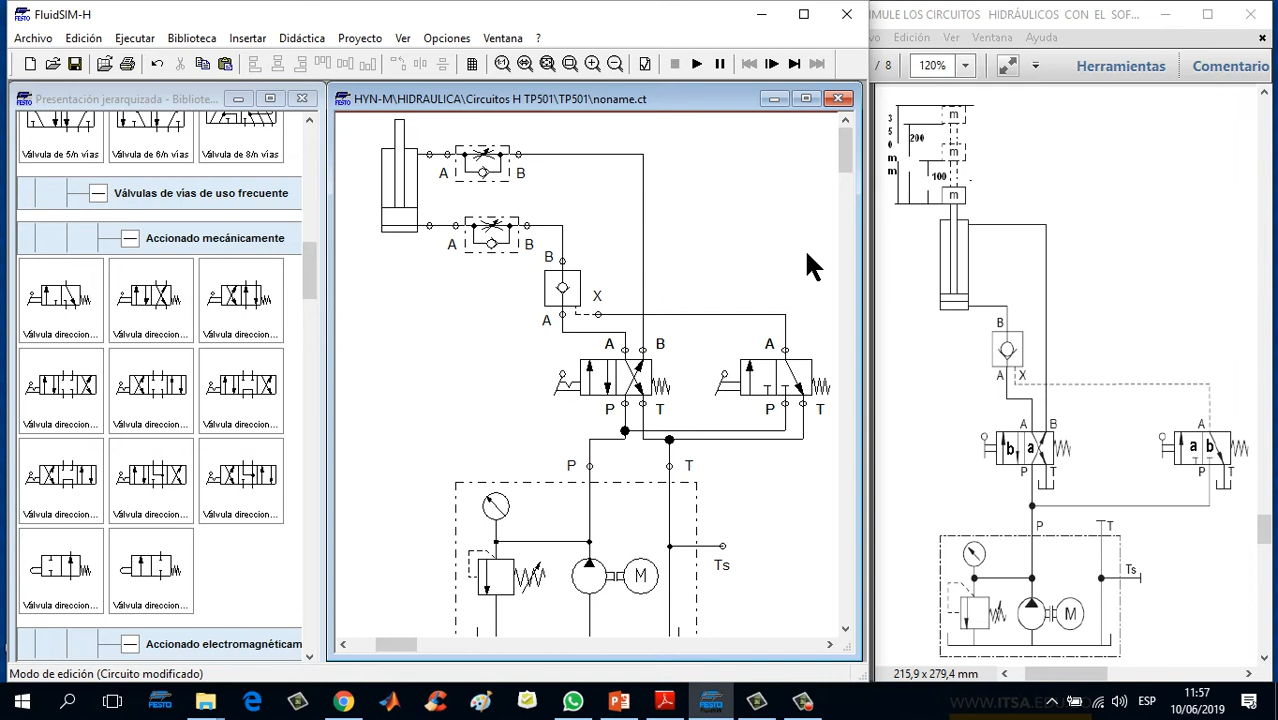 FluidSIM-H
Archivo Edición Ejecutar Biblioteca Insertar Didáctica Proyecto Ver Opciones Ventana ?
Presentación jerarquizada - Bibliote...
Válvula de 5/n vías Válvula de 6/n vías Válvula de 8/n vías
Válvulas de vías de uso frecuente
Accionado mecánicamente
Válvula direccion... Válvula direccion... Válvula direccion...
Válvula direccion... Válvula direccion... Válvula direccion...
Válvula direccion... Válvula direccion... Válvula direccion...
Válvula direccion... Válvula direccion...
Accionado electromagnéticam
HYN-M\HIDRAULICA\Circuitos H TP501\TP501\noname.ct
A B
A B
B
X
A
A B A
P T P T
P T
M
Ts
Modo de edición (Circuito modificado)
IMULE LOS CIRCUITOS HIDRÁULICOS CON EL SOF...
Edición Ver Ventana Ayuda
/ 8 120% Herramientas Comentario
350mm
200
100
m
m
m
B
A X
A B A
b a a b
P T P T
P T
Ts
M
215,9 x 279,4 mm
WWW.ITSA.EDU
ESP
11:57
10/06/2019